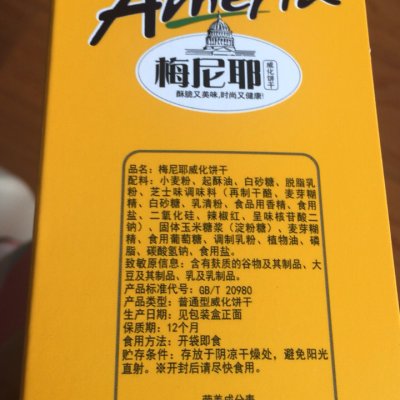 America
梅尼耶
威化饼干
酥脆又美味,时尚又健康!
品名：梅尼耶威化饼干
配料：小麦粉、起酥油、白砂糖、脱脂乳
粉、芝士味调味料（再制干酪、麦芽糊
精、白砂糖、乳清粉、食品用香精、食用
盐、二氧化硅、辣椒红、呈味核苷酸二
钠）、固体玉米糖浆（淀粉糖）、麦芽糊
精、食用葡萄糖、调制乳粉、植物油、磷
脂、碳酸氢钠、食用盐。
致敏原信息：含有麸质的谷物及其制品、大
豆及其制品、乳及乳制品。
产品标准代号：GB/T 20980
产品类型：普通型威化饼干
生产日期：见包装盒正面
保质期：12个月
食用方法：开袋即食
贮存条件：存放于阴凉干燥处，避免阳光
直射。※开封后请尽快食用。
营养成分表